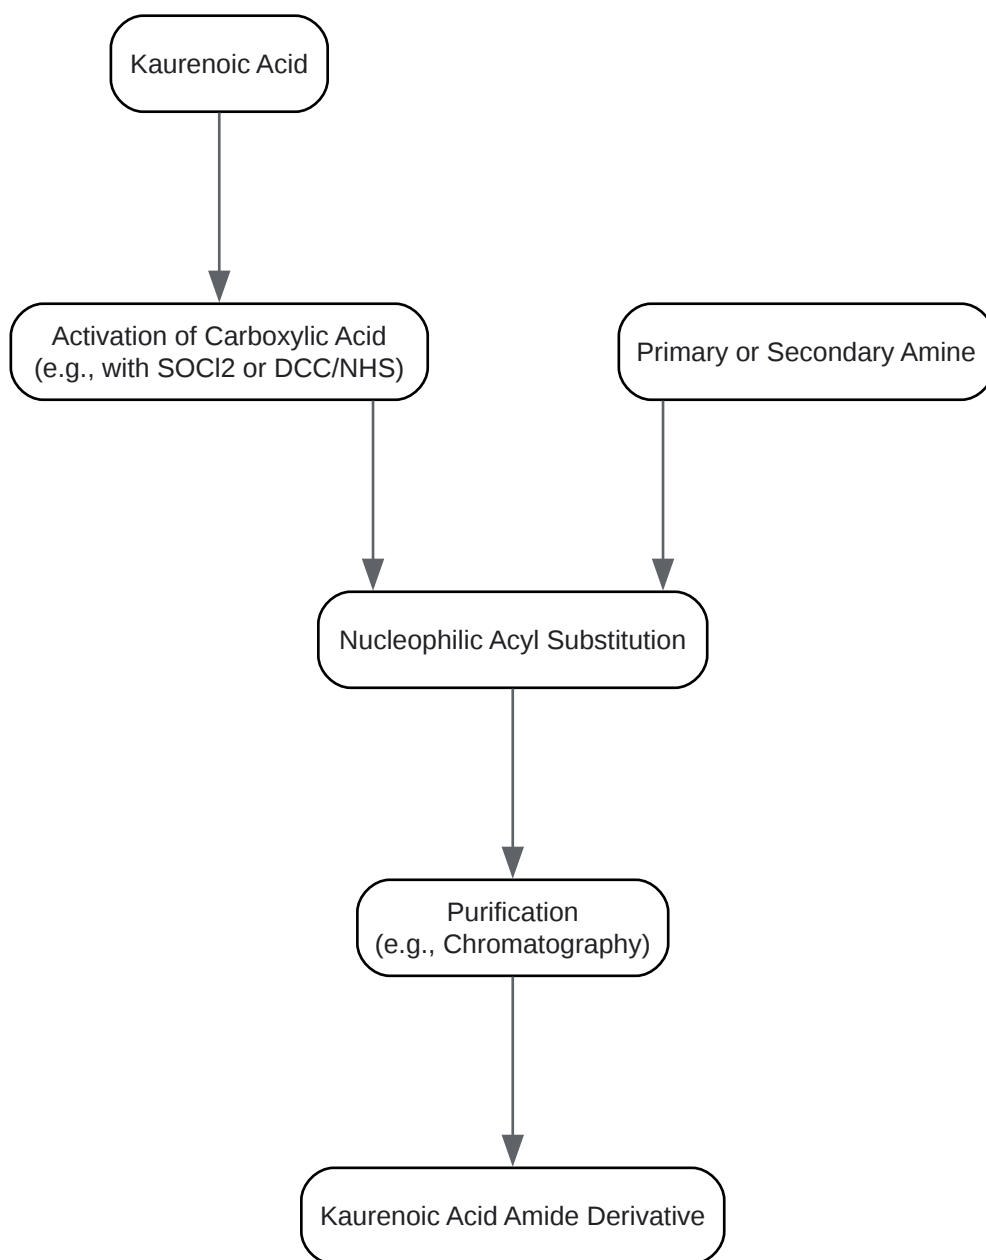 Kaurenoic Acid
Activation of Carboxylic Acid
(e.g., with SOCl2 or DCC/NHS)
Primary or Secondary Amine
Nucleophilic Acyl Substitution
Purification
(e.g., Chromatography)
Kaurenoic Acid Amide Derivative